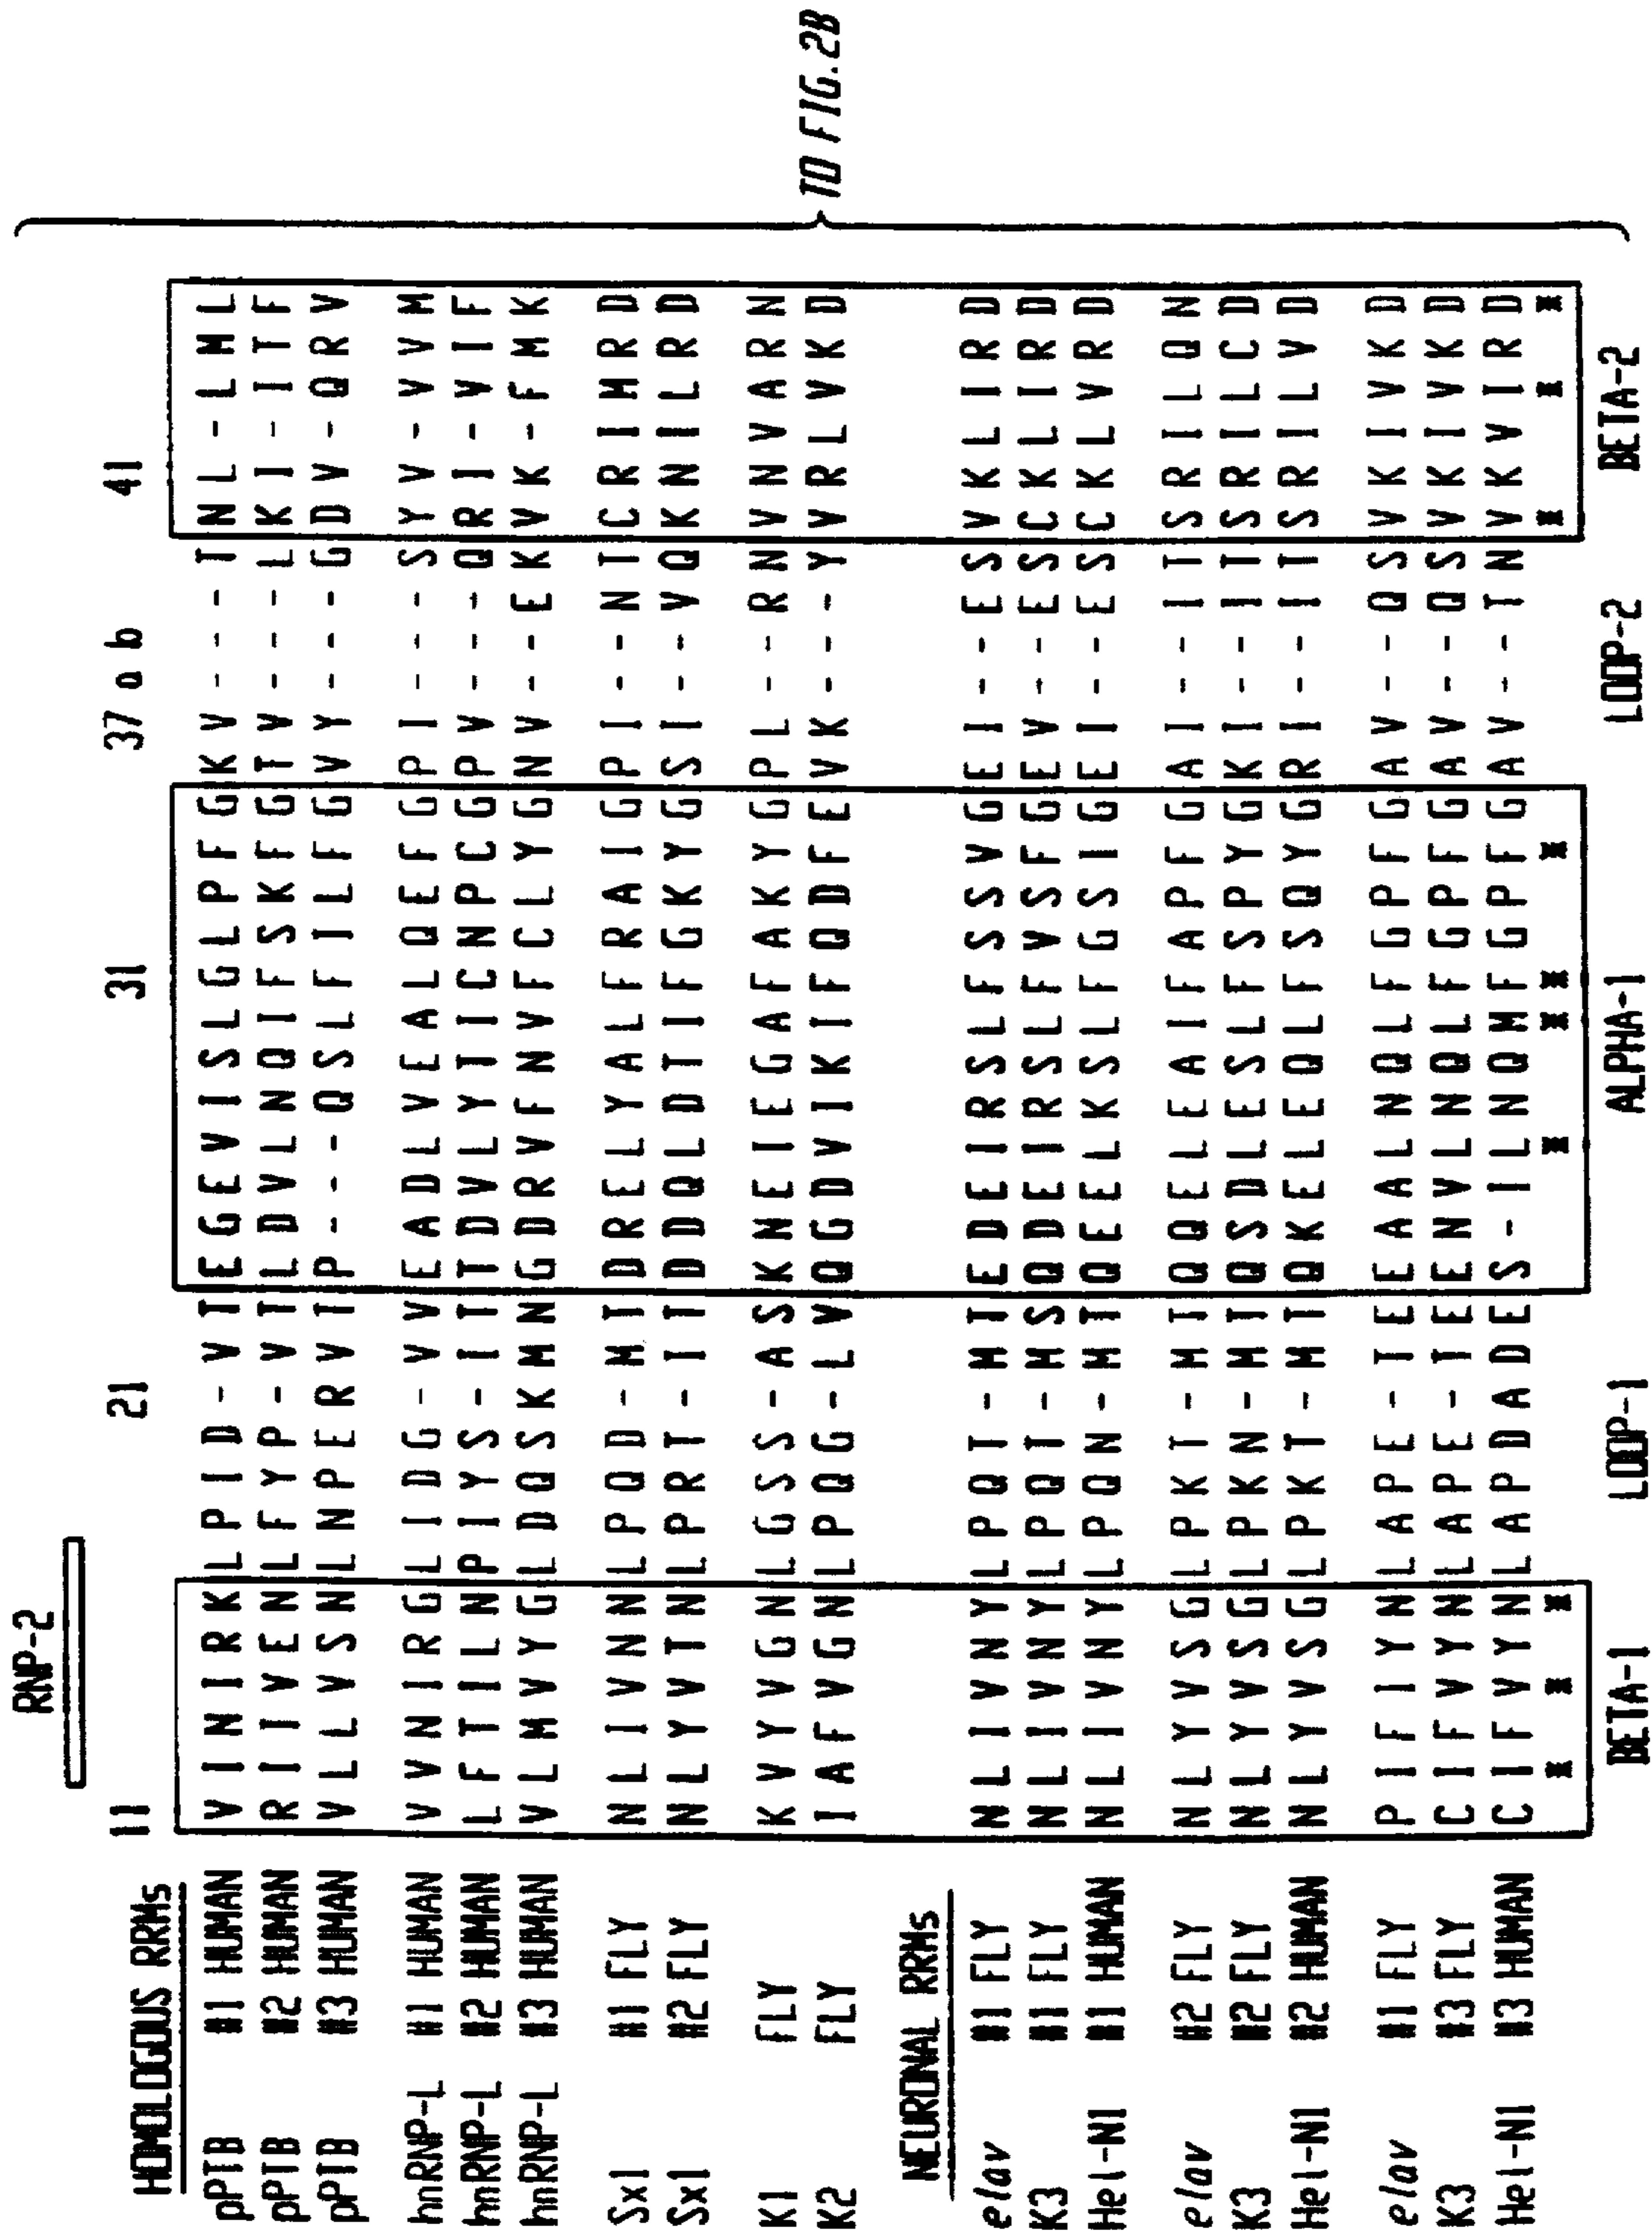 RNP-2
11 21 31 37 a b 41
HOMOLOGOUS RRMs
pPTB #1 HUMAN V I N I R K L P I D - V T E G E V I S L G L P F G K V - - - T N L - L M L
pPTB #2 HUMAN R I I V E N L F Y P - V T L D V L N Q I F S K F G T V - - - L K I - I T F
pPTB #3 HUMAN V L L V S N L N P E R V T P - - - Q S L F I L F G V Y - - - G D V - Q R V
hnRNP-L #1 HUMAN V V N I R G L I D G - V V E A D L V E A L Q E F G P I - - - S Y V - V V M
hnRNP-L #2 HUMAN L F T I L N P I Y S - I T T D V L Y T I C N P C G P V - - - Q R I - V I F
hnRNP-L #3 HUMAN V L M V Y G L D Q S K M N G D R V F N V F C L Y G N V - - E K V K - F M K
Sxl #1 FLY N L I V N N L P Q D - M T D R E L Y A L F R A I G P I - - N T C R I M R D
Sxl #2 FLY N L Y V T N L P R T - I T D D Q L D T I F G K Y G S I - - V Q K N I L R D
K1 FLY K V Y V G N L G S S - A S K N E I E G A F A K Y G P L - - R N V N V A R N
K2 FLY I A F V G N L P Q G - L V Q G D V I K I F Q D F E V K - - - Y V R L V K D
NEURONAL RRMs
elav #1 FLY N L I V N Y L P Q T - M T E D E I R S L F S S V G E I - - E S V K L I R D
K3 #1 FLY N L I V N Y L P Q T - M S Q D E I R S L F V S F G E V - - E S C K L I R D
Hel-N1 #1 HUMAN N L I V N Y L P Q N - M T Q E E L K S L F G S I G E I - - E S C K L V R D
elav #2 FLY N L Y V S G L P K T - M T Q Q E L E A I F A P F G A I - - I T S R I L Q N
K3 #2 FLY N L Y V S G L P K N - M T Q S D L E S L F S P Y G K I - - I T S R I L C D
Hel-N1 #2 HUMAN N L Y V S G L P K T - M T Q K E L E Q L F S Q Y G R I - - I T S R I L V D
elav #1 FLY P I F I Y N L A P E - T E E A A L N Q L F G P F G A V - - Q S V K I V K D
K3 #3 FLY C I F V Y N L A P E - T E E N V L N Q L F G P F G A V - - Q S V K I V K D
Hel-N1 #3 HUMAN C I F V Y N L A P D A D E S - I L N Q M F G P F G A V - - T N V K V I R D
* * * * * * * * * *
BETA-1 LOOP-1 ALPHA-1 LOOP-2 BETA-2
TO FIG.2B